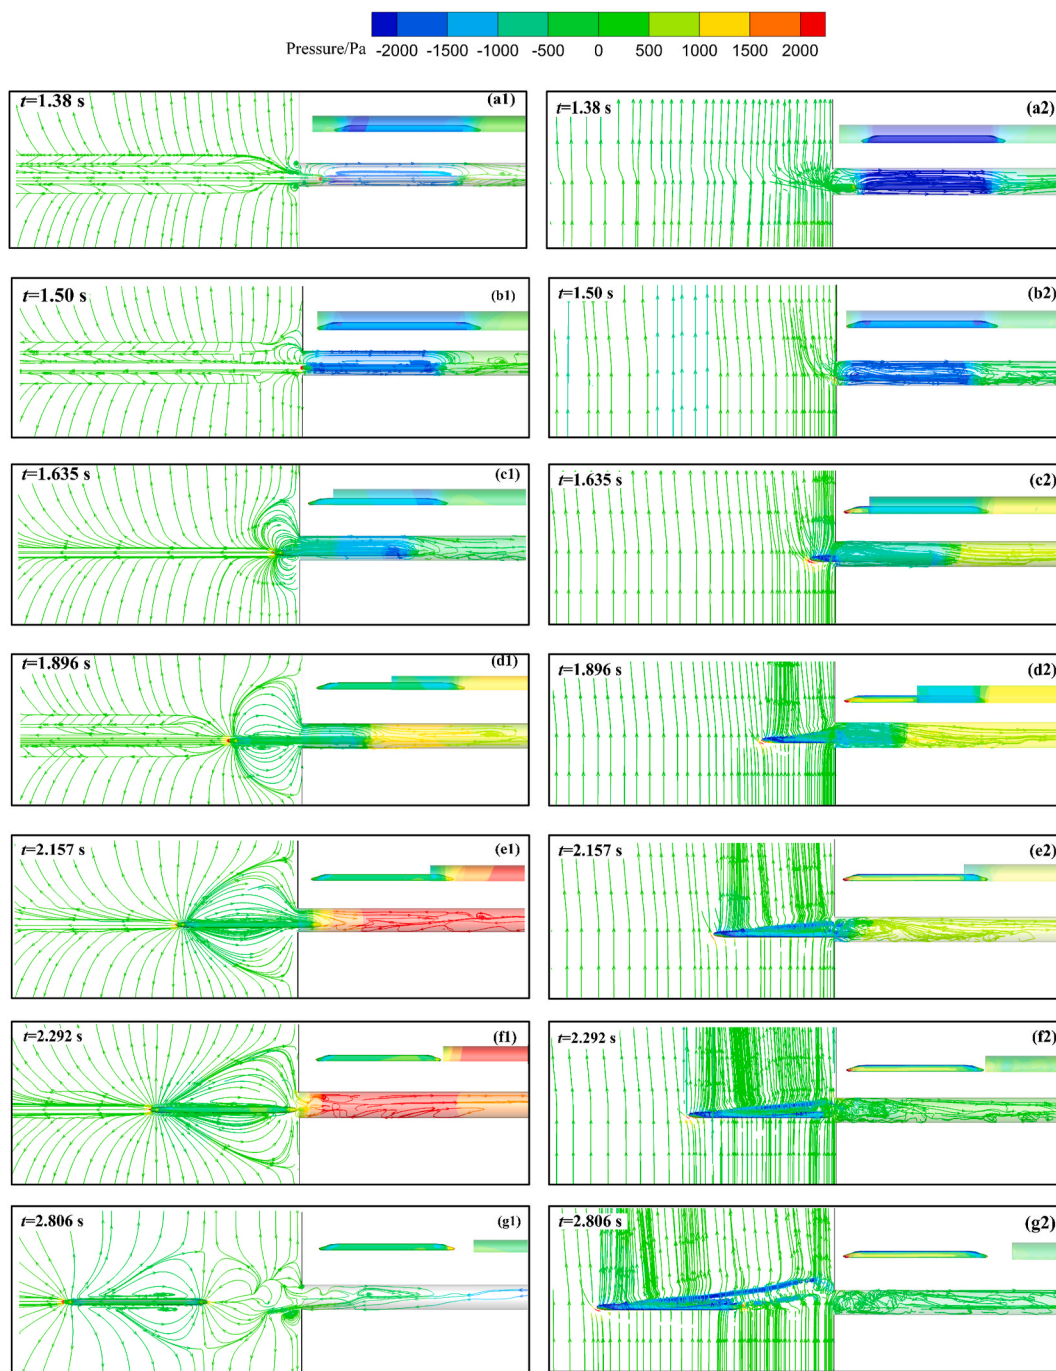 Pressure/Pa -2000 -1500 -1000 -500 0 500 1000 1500 2000
t=1.38 s (a1)
t=1.38 s (a2)
t=1.50 s (b1)
t=1.50 s (b2)
t=1.635 s (c1)
t=1.635 s (c2)
t=1.896 s (d1)
t=1.896 s (d2)
t=2.157 s (e1)
t=2.157 s (e2)
t=2.292 s (f1)
t=2.292 s (f2)
t=2.806 s (g1)
t=2.806 s (g2)